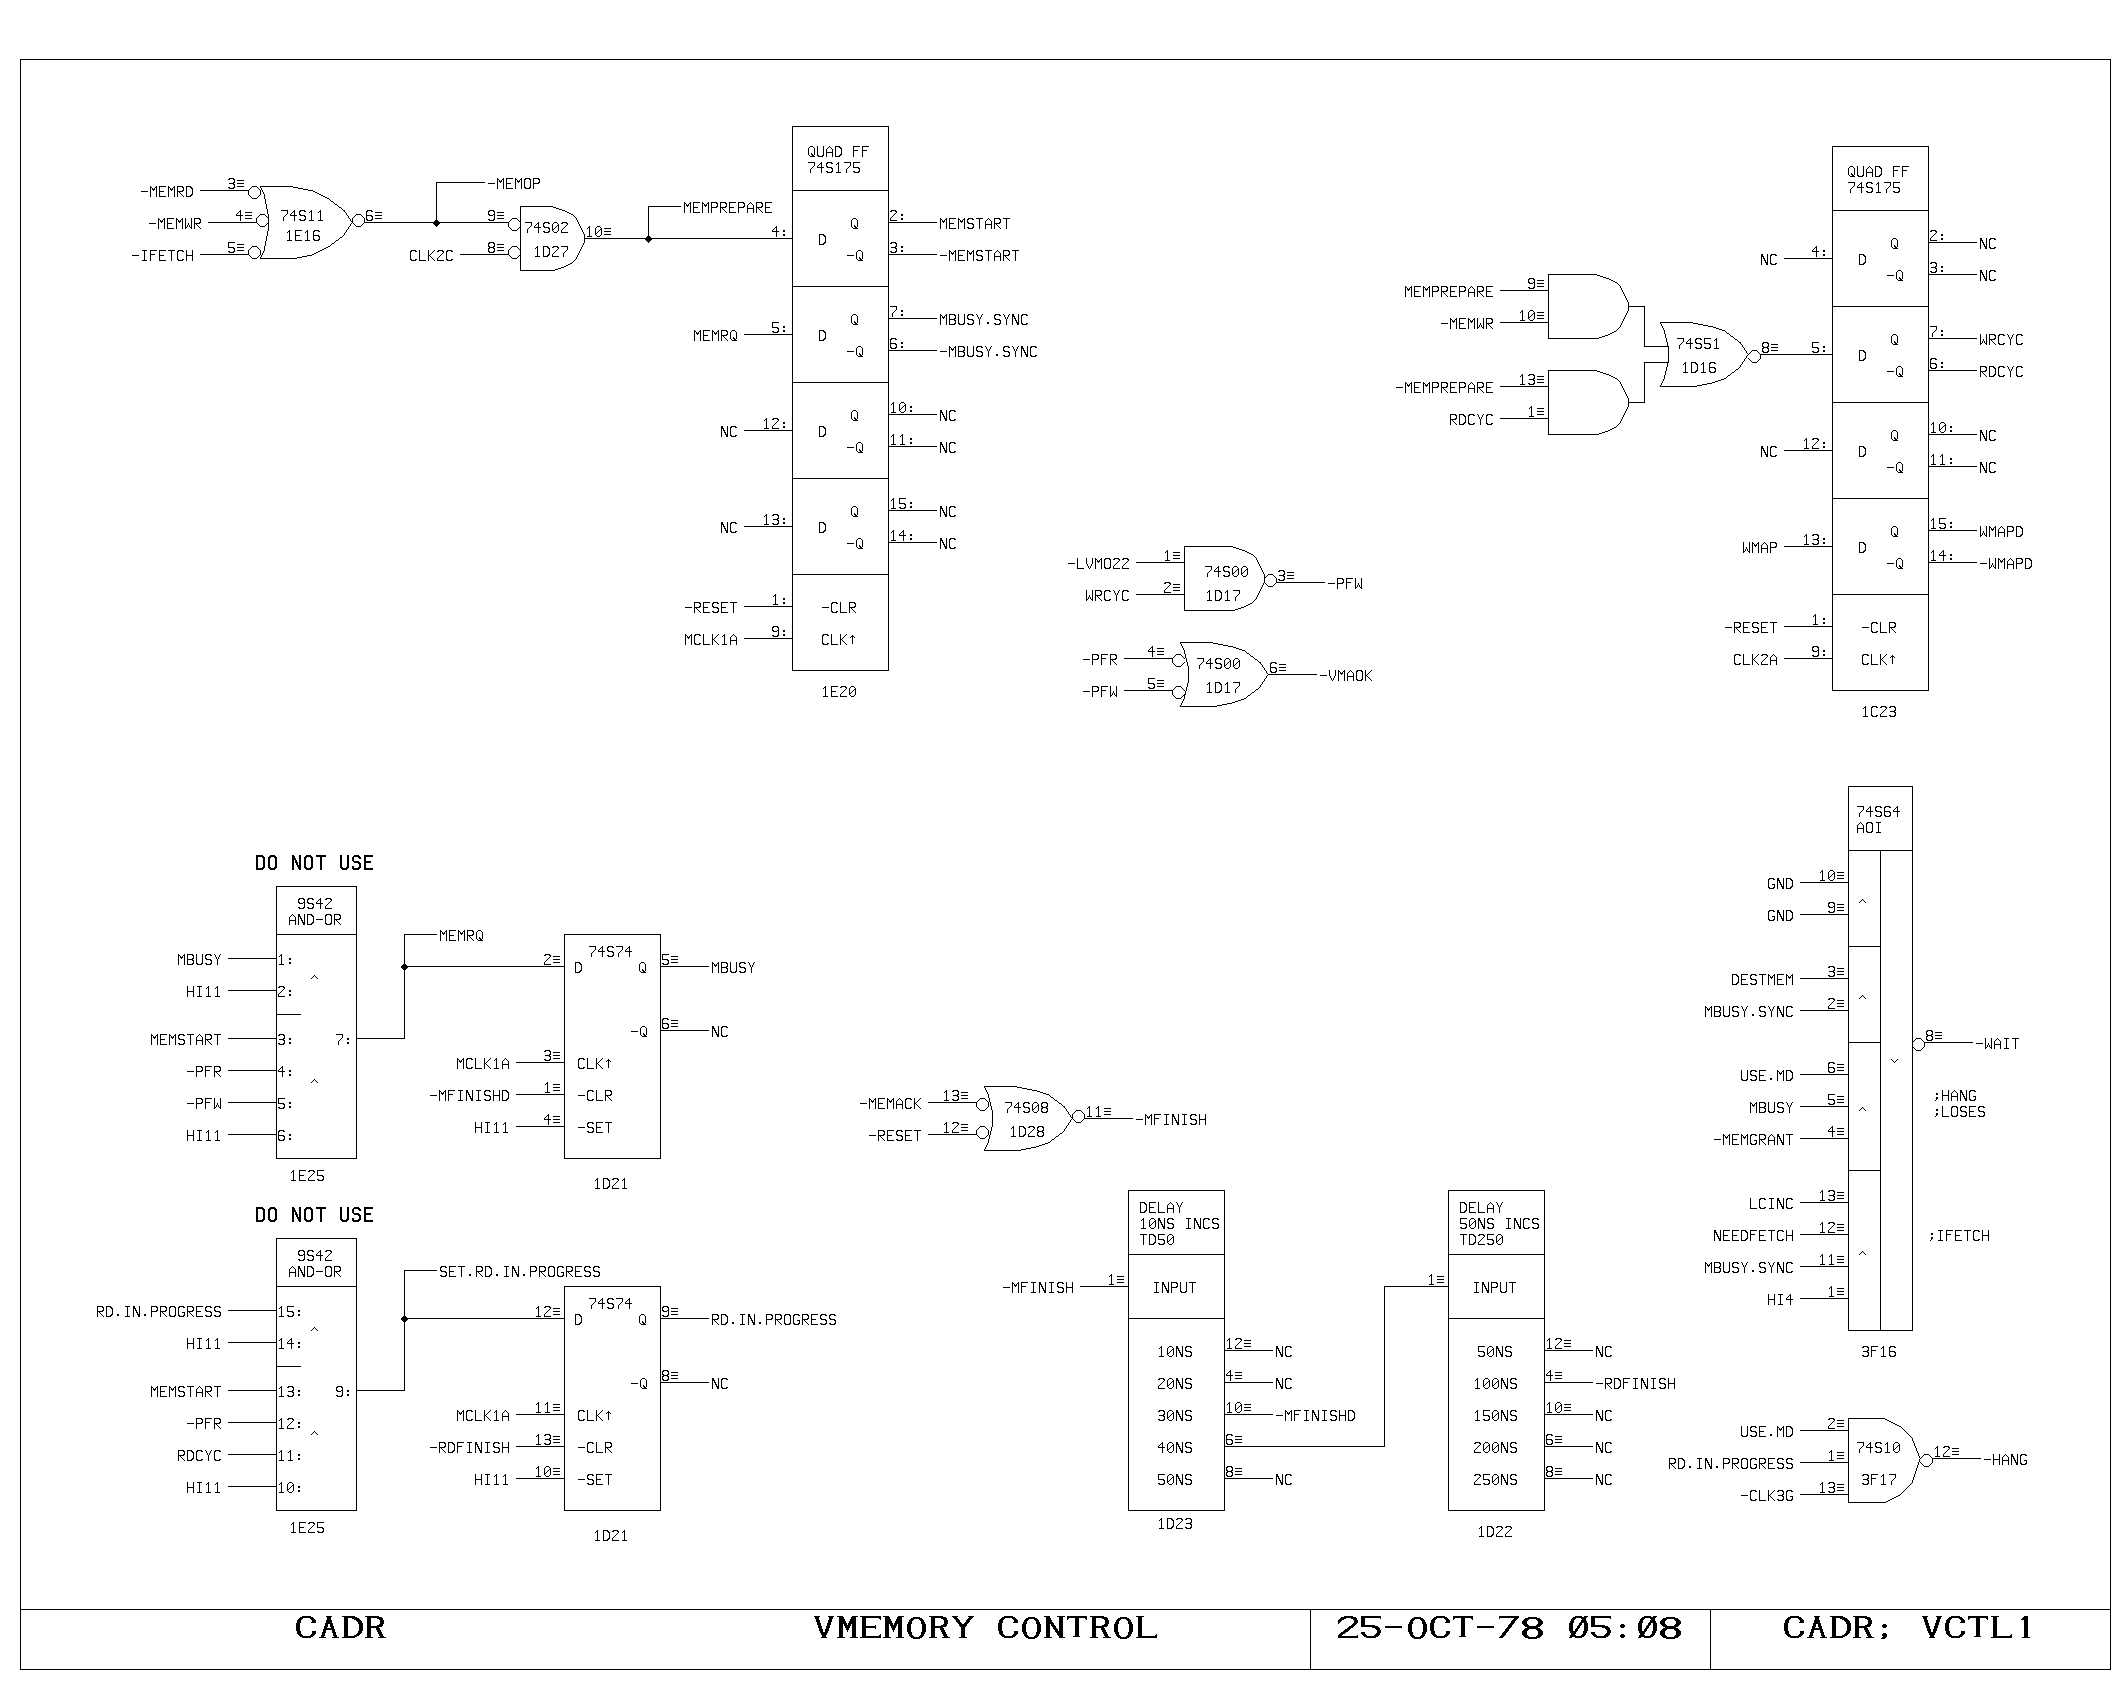 QUAD FF
74S175
-MEMRD 3≡
-MEMWR 4≡
-IFETCH 5≡
74S11
1E16
6≡
-MEMOP
9≡
CLK2C 8≡
74S02
1D27
10≡
MEMPREPARE
4: D Q 2: MEMSTART
-Q 3: -MEMSTART
MEMRQ 5: D Q 7: MBUSY.SYNC
-Q 6: -MBUSY.SYNC
NC 12: D Q 10: NC
-Q 11: NC
NC 13: D Q 15: NC
-Q 14: NC
-RESET 1: -CLR
MCLK1A 9: CLK↑
1E20
-LVMO22 1≡
WRCYC 2≡
74S00
1D17
3≡ -PFW
-PFR 4≡
-PFW 5≡
74S00
1D17
6≡ -VMAOK
MEMPREPARE 9≡
-MEMWR 10≡
-MEMPREPARE 13≡
RDCYC 1≡
74S51
1D16
8≡
QUAD FF
74S175
NC 4: D Q 2: NC
-Q 3: NC
5: D Q 7: WRCYC
-Q 6: RDCYC
NC 12: D Q 10: NC
-Q 11: NC
WMAP 13: D Q 15: WMAPD
-Q 14: -WMAPD
-RESET 1: -CLR
CLK2A 9: CLK↑
1C23
DO NOT USE
9S42
AND-OR
MBUSY 1:
^
HI11 2:
MEMSTART 3: 7:
-PFR 4:
^
-PFW 5:
HI11 6:
1E25
MEMRQ
74S74
2≡ D Q 5≡ MBUSY
-Q 6≡ NC
MCLK1A 3≡ CLK↑
-MFINISHD 1≡ -CLR
HI11 4≡ -SET
1D21
DO NOT USE
9S42
AND-OR
RD.IN.PROGRESS 15:
^
HI11 14:
MEMSTART 13: 9:
-PFR 12:
^
RDCYC 11:
HI11 10:
1E25
SET.RD.IN.PROGRESS
74S74
12≡ D Q 9≡ RD.IN.PROGRESS
-Q 8≡ NC
MCLK1A 11≡ CLK↑
-RDFINISH 13≡ -CLR
HI11 10≡ -SET
1D21
-MEMACK 13≡
-RESET 12≡
74S08
1D28
11≡ -MFINISH
DELAY
10NS INCS
TD50
-MFINISH 1≡ INPUT
10NS 12≡ NC
20NS 4≡ NC
30NS 10≡ -MFINISHD
40NS 6≡
50NS 8≡ NC
1D23
DELAY
50NS INCS
TD250
1≡ INPUT
50NS 12≡ NC
100NS 4≡ -RDFINISH
150NS 10≡ NC
200NS 6≡ NC
250NS 8≡ NC
1D22
74S64
AOI
GND 10≡
^
GND 9≡
DESTMEM 3≡
^
MBUSY.SYNC 2≡
8≡ -WAIT
USE.MD 6≡
MBUSY 5≡ ^
-MEMGRANT 4≡
;HANG
;LOSES
LCINC 13≡
NEEDFETCH 12≡ ;IFETCH
^
MBUSY.SYNC 11≡
HI4 1≡
3F16
USE.MD 2≡
RD.IN.PROGRESS 1≡
-CLK3G 13≡
74S10
3F17
12≡ -HANG
CADR
VMEMORY CONTROL
25-OCT-78 Ø5:Ø8
CADR; VCTL1